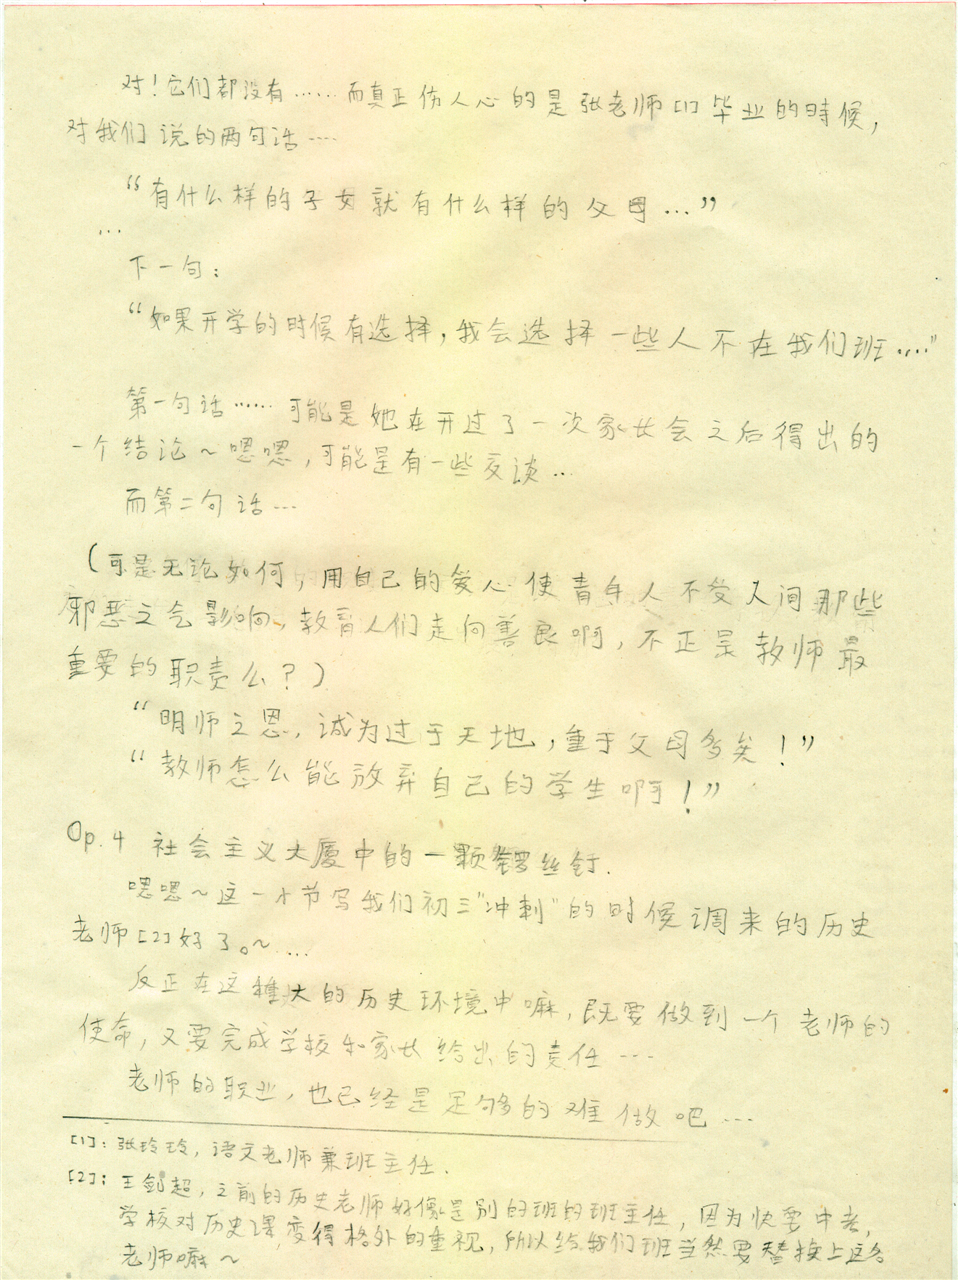 对！它们都没有……而真正伤人心的是张老师[1]毕业的時候，
对我们说的两句话……
“有什么样的子女就有什么样的父母…”
…
下一句：
“如果开学的时候有选择，我会选择一些人不在我们班....”
第一句话……可能是她在开过了一次家长会之后得出的
一个结论～嗯嗯，可能是有一些交谈…
而第二句话…
（可是无论如何，用自己的爱心使青年人不受人间那些
邪恶之气影响、教育人们走向善良啊，不正是教师最
重要的职责么？）
“明师之恩，诚为过于天地，重于父母多矣！”
“教师怎么能放弃自己的学生啊！”
Op.4 社会主义大厦中的一颗螺丝钉.
嗯嗯～这一小节写我们初三“冲刺”的时候调来的历史
老师[2]好了。～....
反正在这種大的历史环境中嘛，既要做到一个老师的
使命，又要完成学校和家长给出的责任…
老师的职业，也已经是足够的难做吧…
[1]：张玲玲，语文老师兼班主任.
[2]：王剑超，之前的历史老师好像是别的班的班主任，因为快要中考，
学校对历史课变得格外的重视，所以给我们班当然要替换上这名
老师嘛～